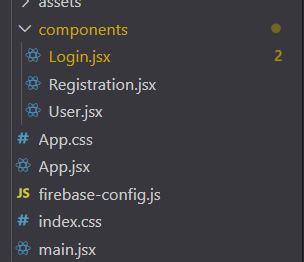 assets
components
Login.jsx 2
Registration.jsx
User.jsx
# App.css
App.jsx
JS firebase-config.js
# index.css
main.jsx